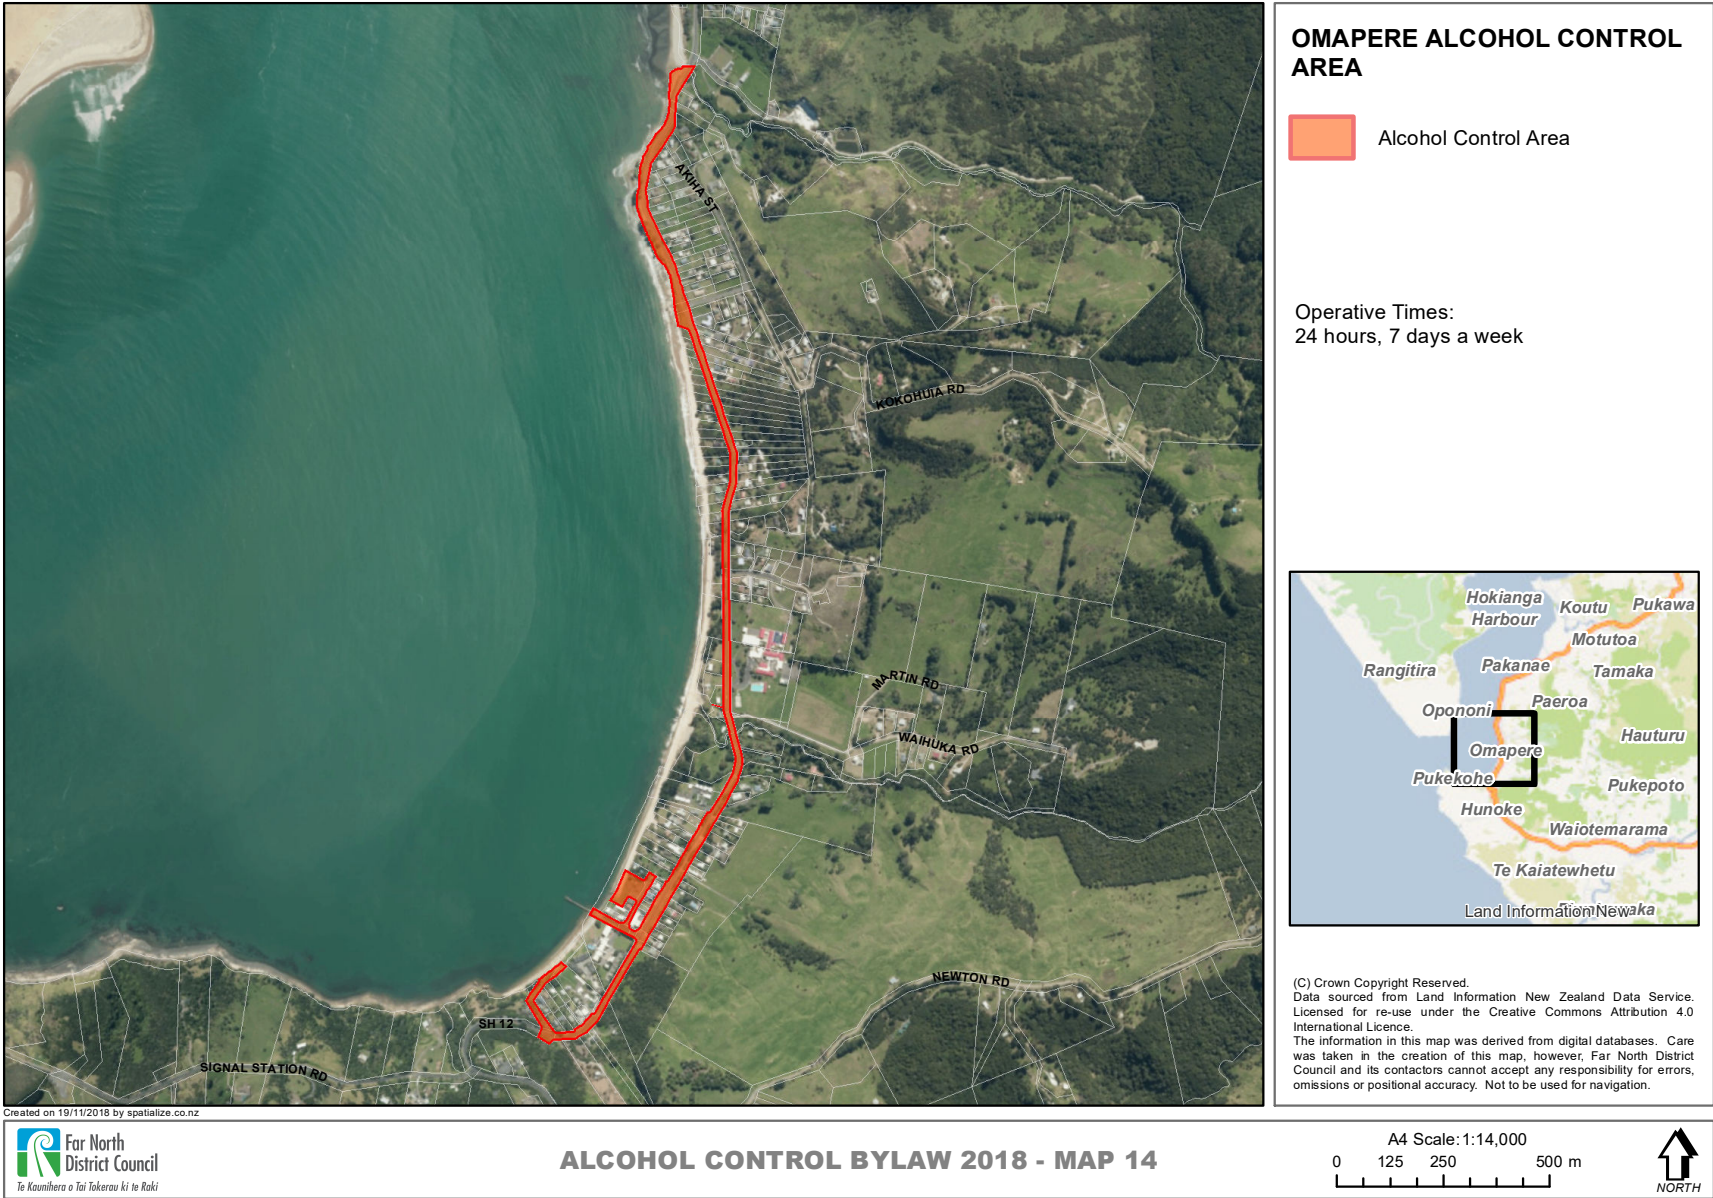 OMAPERE ALCOHOL CONTROL
AREA
Alcohol Control Area
Operative Times:
24 hours, 7 days a week
AKIHA ST
KOKOHUIA RD
MARTIN RD
WAIHUKA RD
NEWTON RD
SH 12
SIGNAL STATION RD
Hokianga
Harbour
Koutu
Pukawa
Motutoa
Rangitira
Pakanae
Tamaka
Paeroa
Opononi
Hauturu
Omapere
Pukekohe
Pukepoto
Hunoke
Waiotemarama
Te Kaiatewhetu
Land Information New
(C) Crown Copyright Reserved.
Data sourced from Land Information New Zealand Data Service.
Licensed for re-use under the Creative Commons Attribution 4.0
International Licence.
The information in this map was derived from digital databases. Care
was taken in the creation of this map, however, Far North District
Council and its contactors cannot accept any responsibility for errors,
omissions or positional accuracy. Not to be used for navigation.
Created on 19/11/2018 by spatialize.co.nz
Far North
District Council
Te Kaunihera o Tai Tokerau ki te Raki
ALCOHOL CONTROL BYLAW 2018 - MAP 14
A4 Scale: 1:14,000
0 125 250 500 m
NORTH